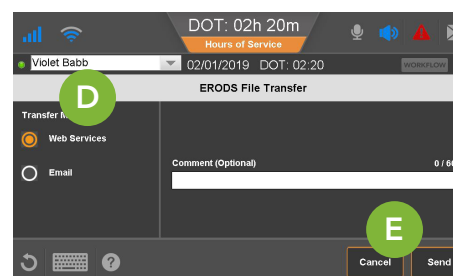 DOT: 02h 20m
Hours of Service
Violet Babb
02/01/2019 DOT: 02:20
WORKFLOW
D
ERODS File Transfer
Transfer
Web Services
Comment (Optional)
0 / 
Email
E
Cancel
Send